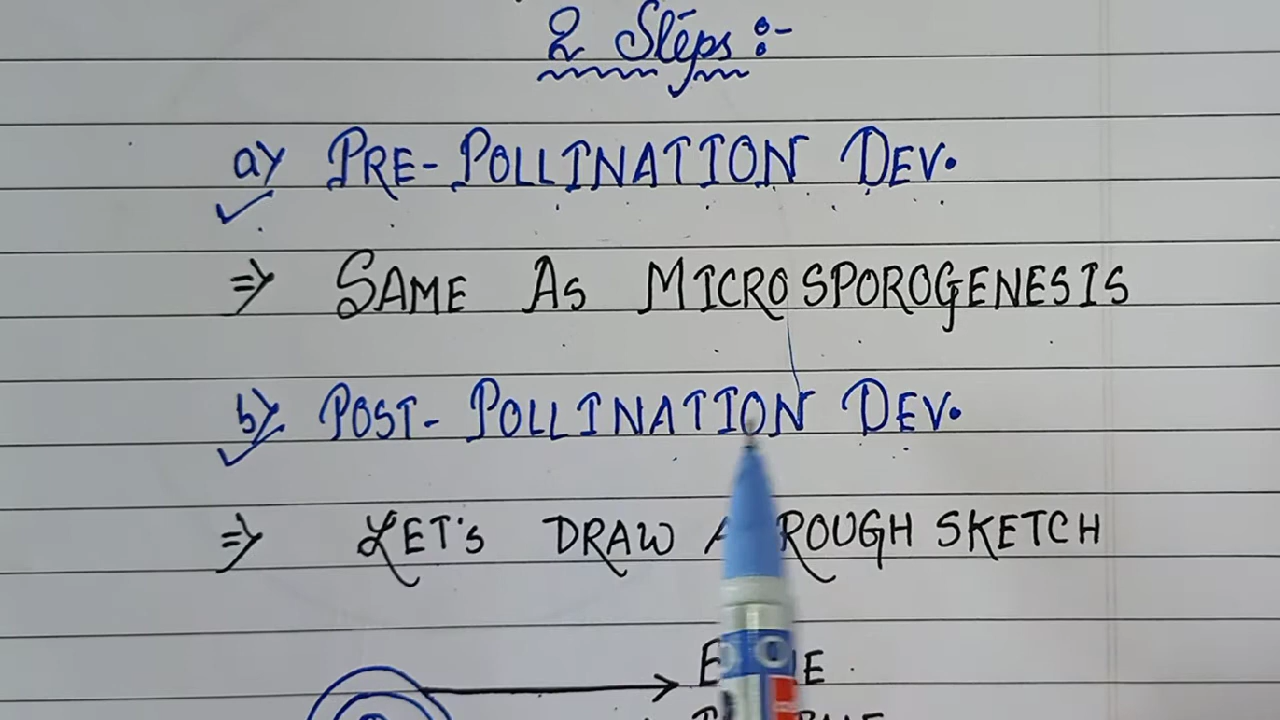 2 Steps :-
a) PRE-POLLINATION DEV.
⇒ SAME AS MICROSPOROGENESIS
b) POST-POLLINATION DEV.
⇒ LET'S DRAW A ROUGH SKETCH